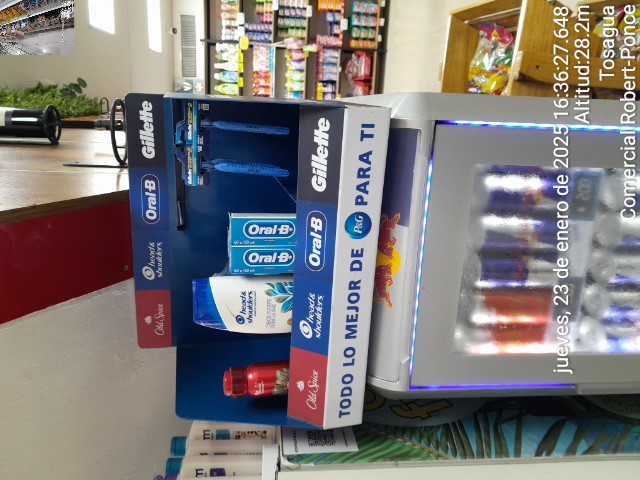 Old Spice head & shoulders Oral-B Gillette
head & shoulders
Oral-B Oral-B
Old Spice head & shoulders Oral-B Gillette
TODO LO MEJOR DE P&G PARA TI
jueves, 23 de enero de 2025 16:36:27.648
Altitud:28.2m
Tosagua
Comercial Robert-Ponce